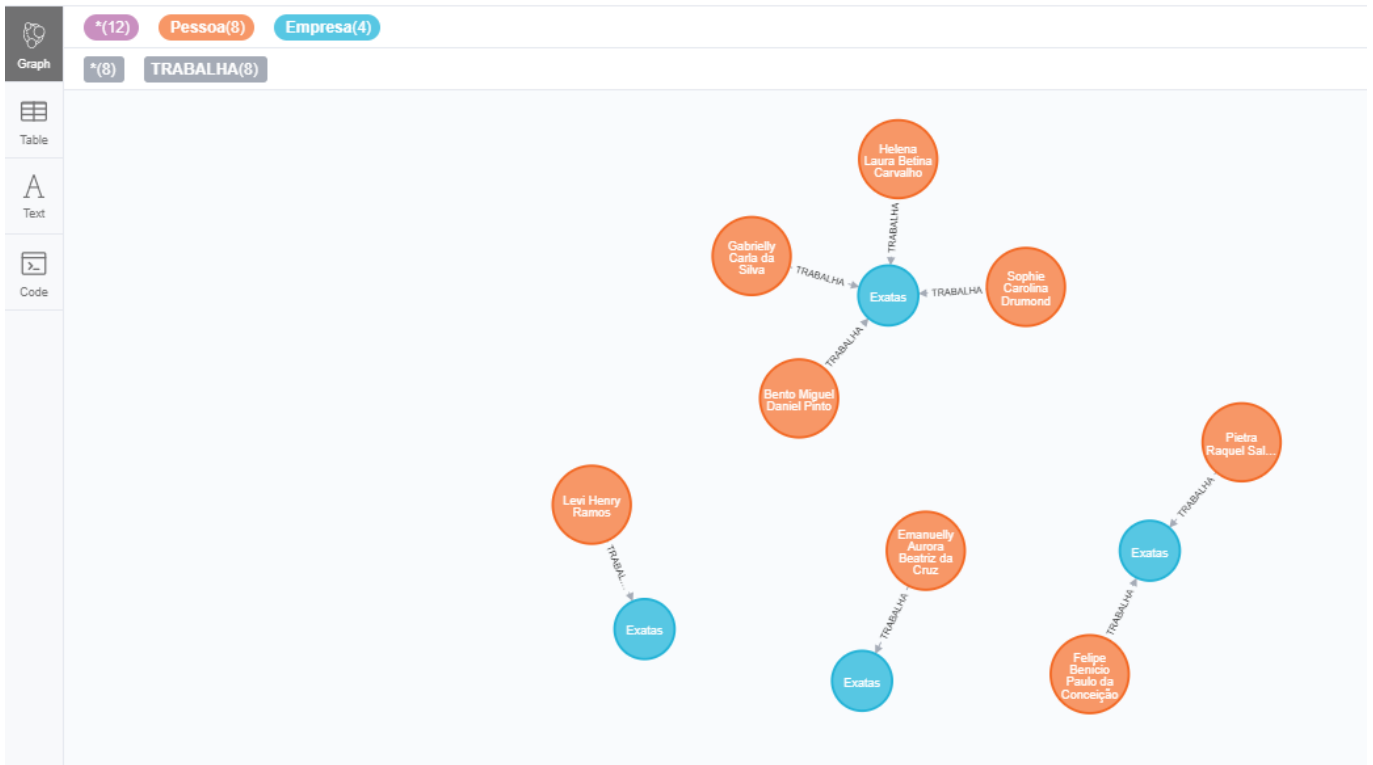 *(12) Pessoa(8) Empresa(4)
Graph
*(8) TRABALHA(8)
Table
A
Text
Code
Helena
Laura Betina
Carvalho
TRABALHA
Gabrielly
Carla da
Silva
TRABALHA
Exatas
TRABALHA
Sophie
Carolina
Drumond
TRABALHA
Bento Miguel
Daniel Pinto
Pietra
Raquel Sal...
TRABALHA
Levi Henry
Ramos
TRABAL...
Exatas
Emanuelly
Aurora
Beatriz da
Cruz
TRABALHA
Exatas
Exatas
TRABALHA
Felipe
Benício
Paulo da
Conceição